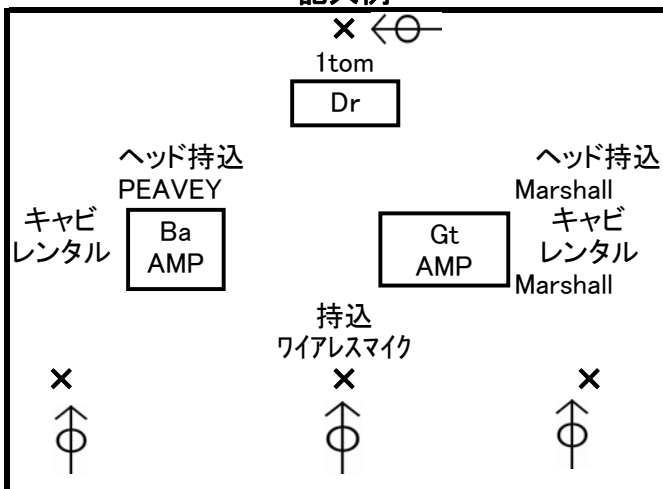 1tom
Dr
ヘッド持込
PEAVEY
キャビ
レンタル
Ba
AMP
Gt
AMP
ヘッド持込
Marshall
キャビ
レンタル
Marshall
持込
ワイアレスマイク